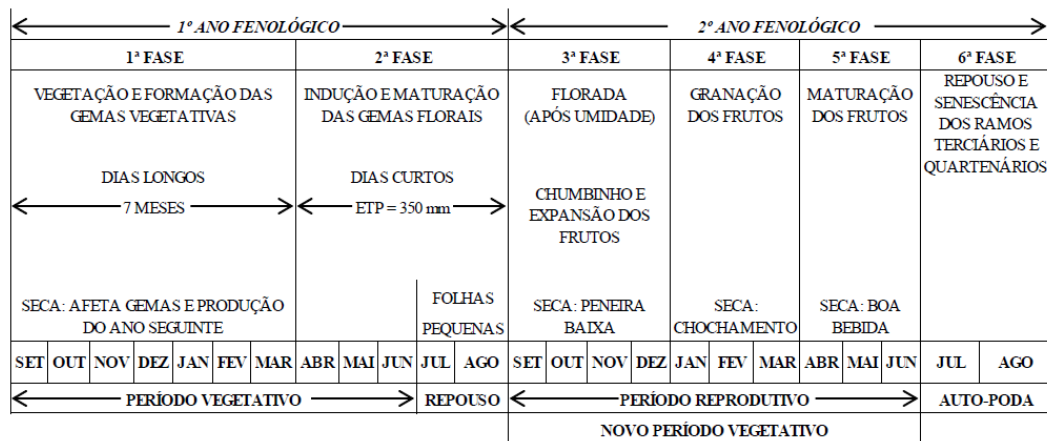 1º ANO FENOLÓGICO 2º ANO FENOLÓGICO
1ª FASE 2ª FASE 3ª FASE 4ª FASE 5ª FASE 6ª FASE
VEGETAÇÃO E FORMAÇÃO DAS
GEMAS VEGETATIVAS
INDUÇÃO E MATURAÇÃO
DAS GEMAS FLORAIS
FLORADA
(APÓS UMIDADE)
GRANAÇÃO
DOS FRUTOS
MATURAÇÃO
DOS FRUTOS
REPOUSO E
SENESCÊNCIA
DOS RAMOS
TERCIÁRIOS E
QUARTENÁRIOS
DIAS LONGOS
7 MESES
DIAS CURTOS
ETP = 350 mm
CHUMBINHO E
EXPANSÃO DOS
FRUTOS
SECA: AFETA GEMAS E PRODUÇÃO
DO ANO SEGUINTE
FOLHAS
PEQUENAS
SECA: PENEIRA
BAIXA
SECA:
CHOCHAMENTO
SECA: BOA
BEBIDA
SET OUT NOV DEZ JAN FEV MAR ABR MAI JUN JUL AGO SET OUT NOV DEZ JAN FEV MAR ABR MAI JUN JUL AGO
PERÍODO VEGETATIVO REPOUSO PERÍODO REPRODUTIVO AUTO-PODA
NOVO PERÍODO VEGETATIVO